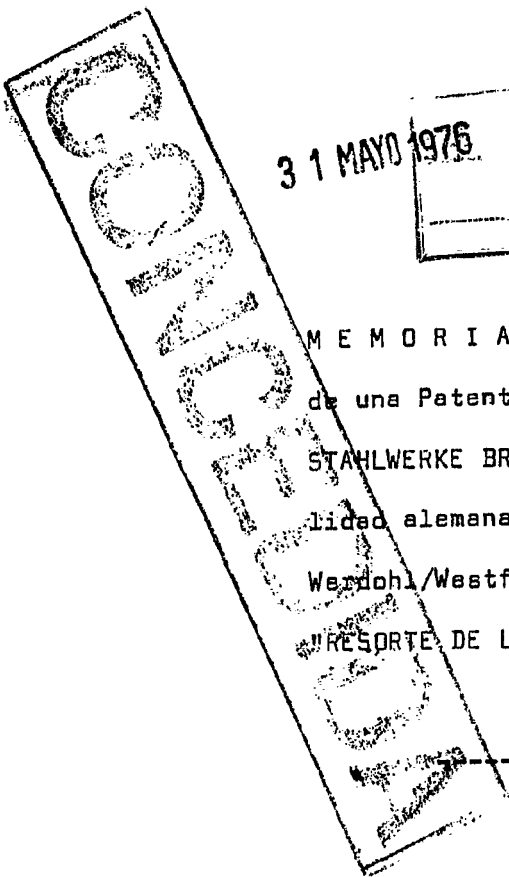 CONCEDIDA
31 MAYO 1976
M E M O R I A
de una Patent
STAHLWERKE BR
lidad alemana
Werdohl/Westf
"RESORTE DE L